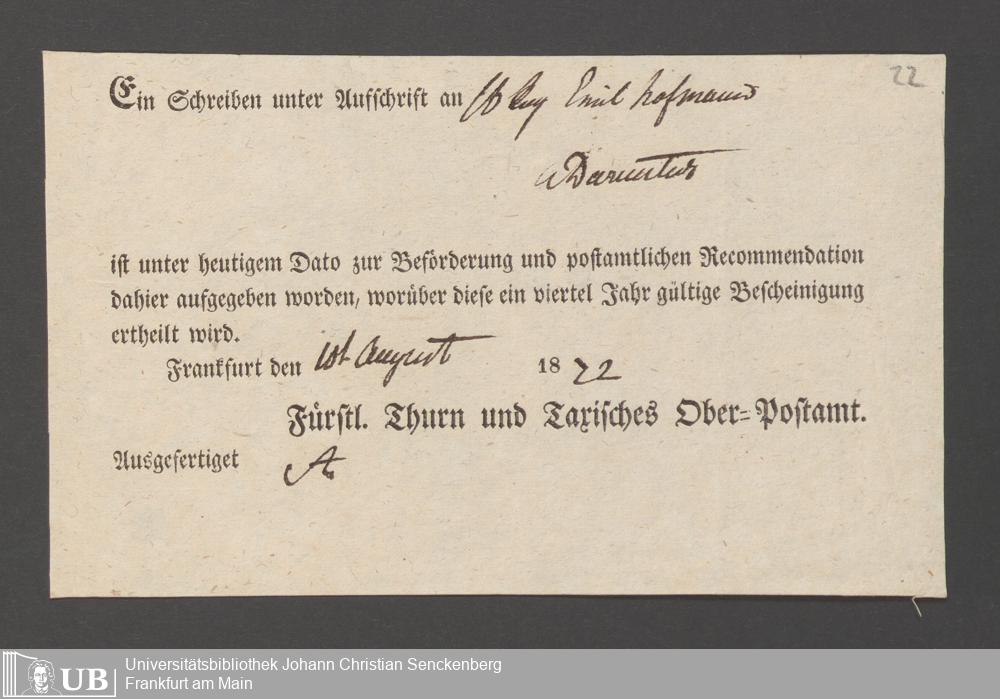 22
Ein Schreiben unter Aufschrift an Emil Hofmann
Darmstadt
ist unter heutigem Dato zur Beförderung und postamtlichen Recommendation
dahier aufgegeben worden, worüber diese ein viertel Jahr gültige Bescheinigung
ertheilt wird.
Frankfurt den August 1822
Fürstl. Thurn und Taxisches Ober-Postamt.
Ausgefertiget
UB Universitätsbibliothek Johann Christian Senckenberg
Frankfurt am Main